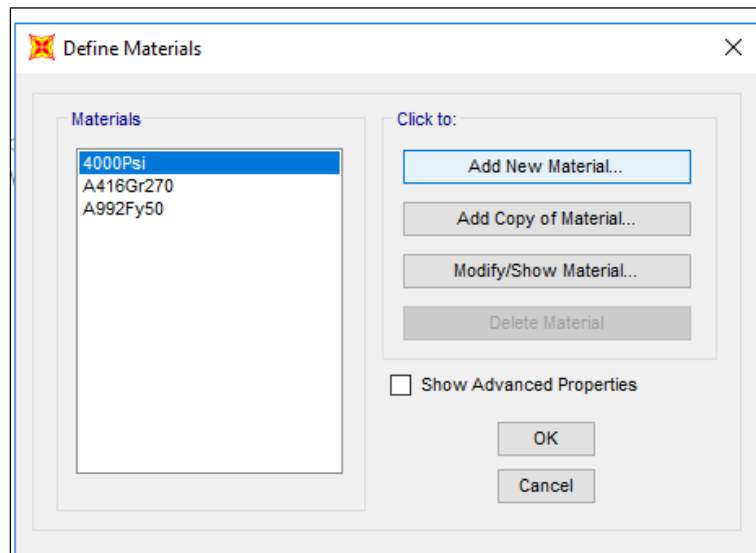 Define Materials
Materials
4000Psi
A416Gr270
A992Fy50
Click to:
Add New Material...
Add Copy of Material...
Modify/Show Material...
Delete Material
Show Advanced Properties
OK
Cancel